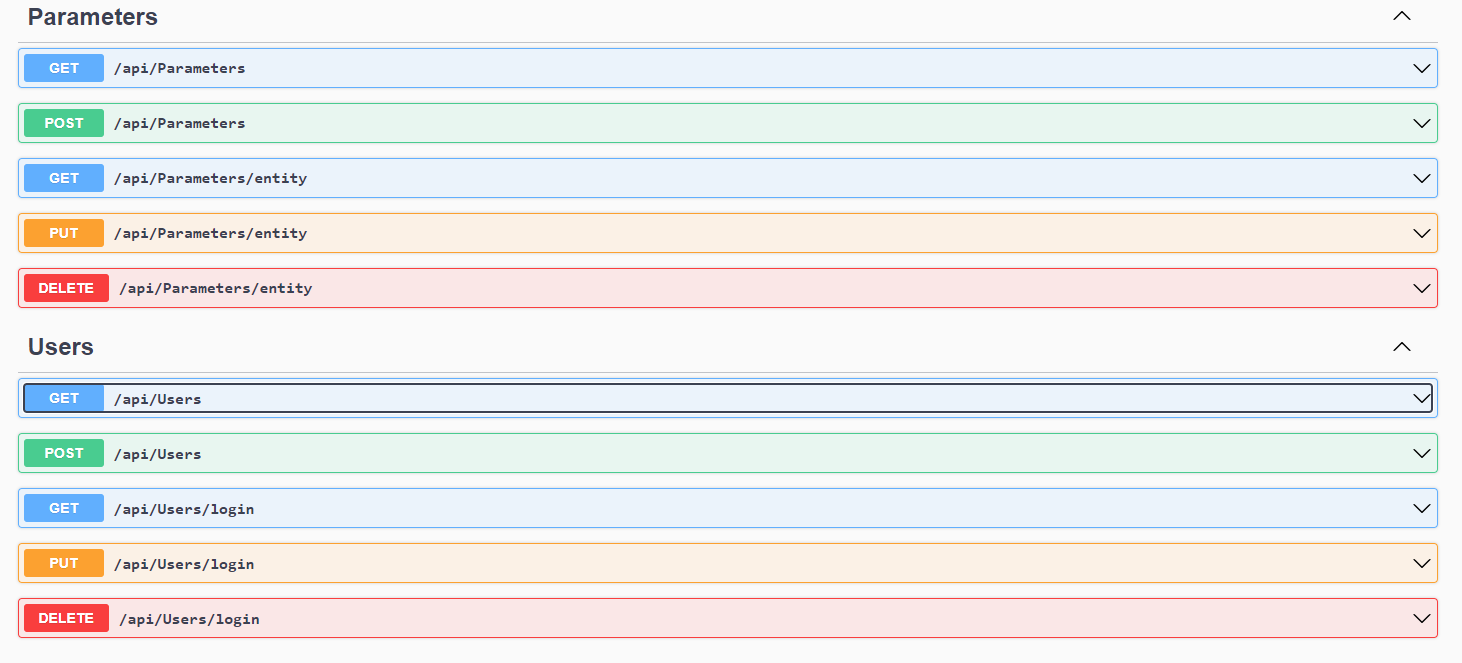 Parameters
GET /api/Parameters
POST /api/Parameters
GET /api/Parameters/entity
PUT /api/Parameters/entity
DELETE /api/Parameters/entity
Users
GET /api/Users
POST /api/Users
GET /api/Users/login
PUT /api/Users/login
DELETE /api/Users/login